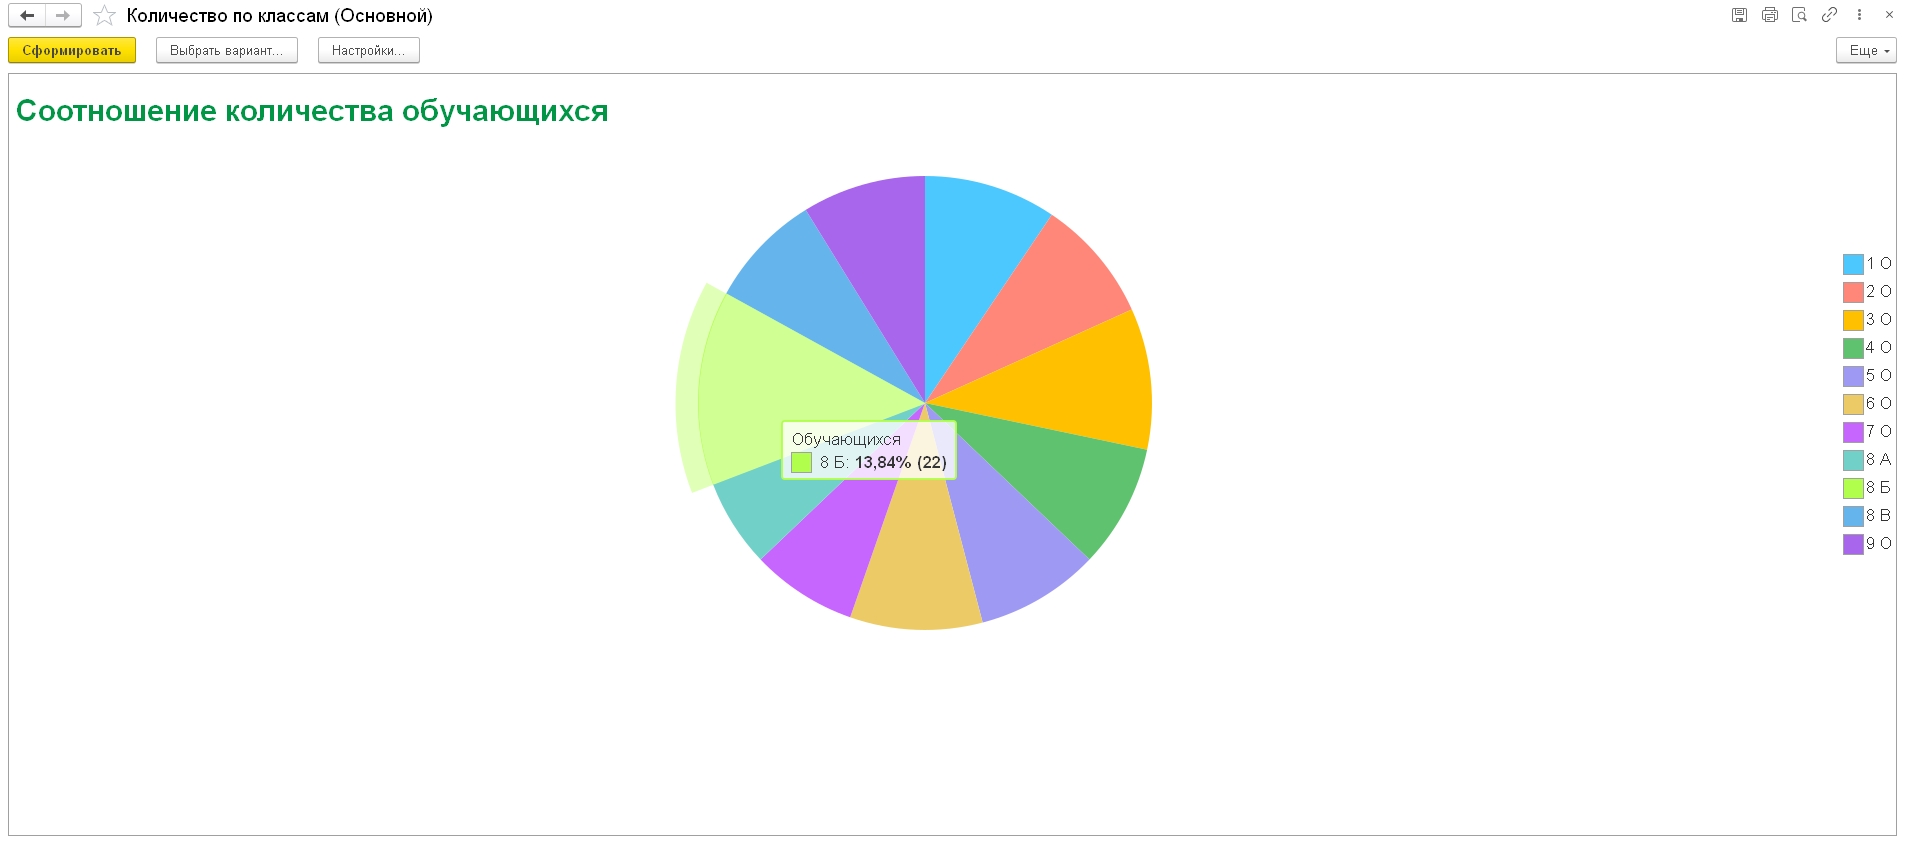 Количество по классам (Основной)
Сформировать
Выбрать вариант...
Настройки...
Еще
Соотношение количества обучающихся
Обучающихся
8 Б: 13,84% (22)
1 О
2 О
3 О
4 О
5 О
6 О
7 О
8 А
8 Б
8 В
9 О